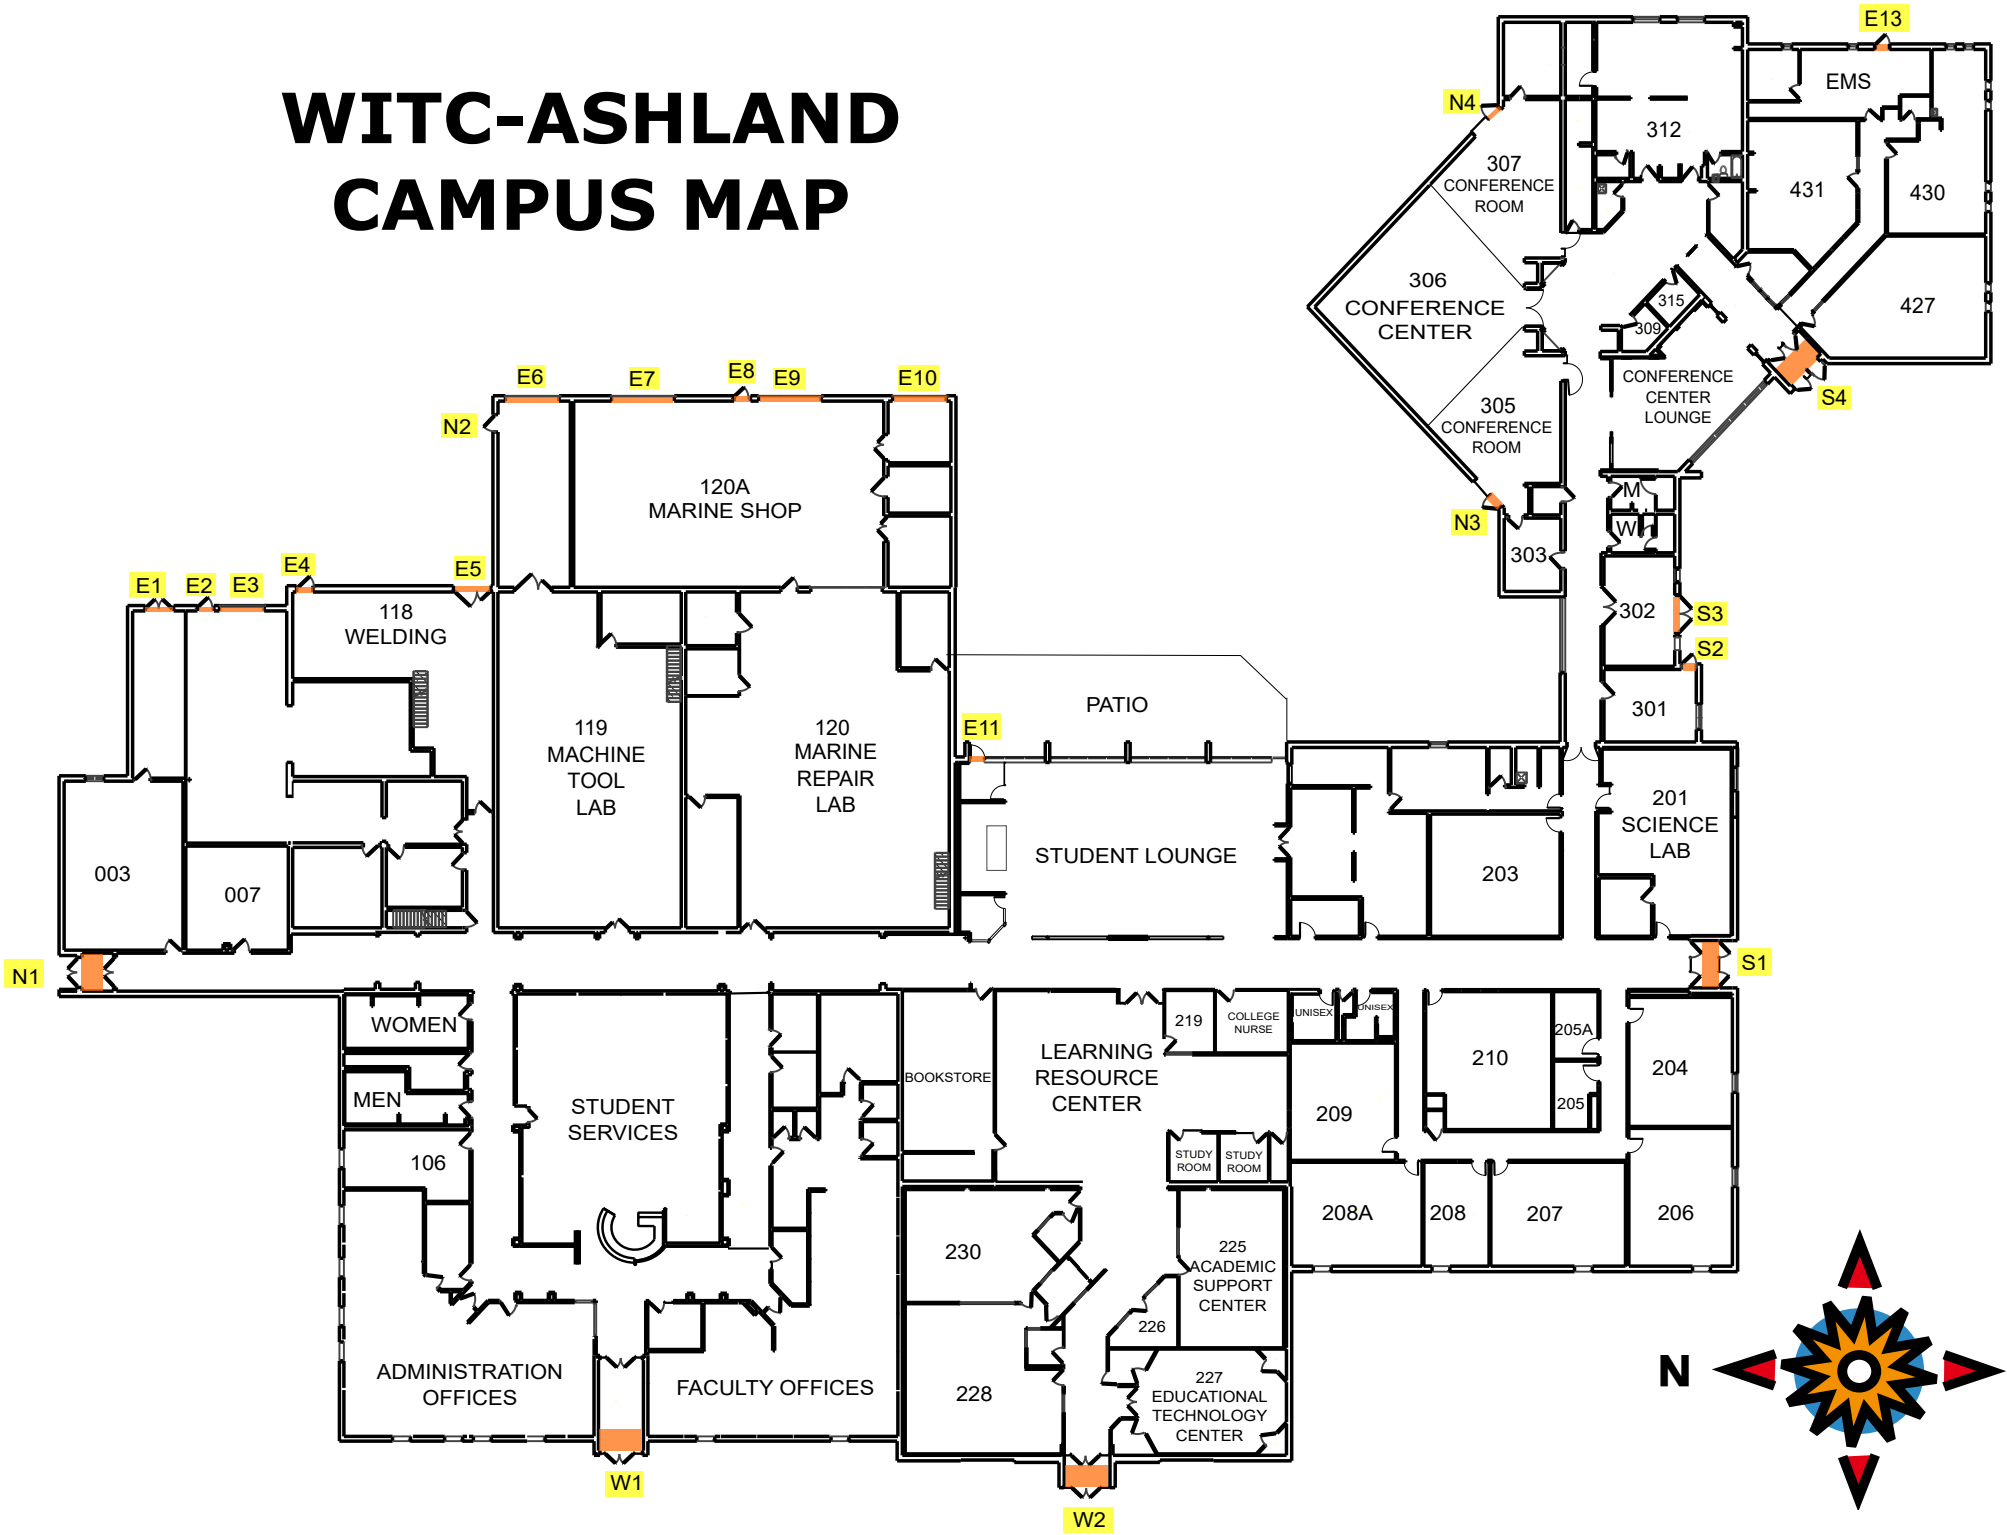 WITC-ASHLAND
CAMPUS MAP
E13
EMS
N4
312
307
CONFERENCE
ROOM
431
430
306
CONFERENCE
CENTER
315
309
427
CONFERENCE
CENTER
LOUNGE
S4
305
CONFERENCE
ROOM
E6
E7
E8
E9
E10
N2
120A
MARINE SHOP
M
W
N3
303
E1
E2
E3
E4
E5
118
WELDING
302
S3
S2
301
PATIO
E11
119
MACHINE
TOOL
LAB
120
MARINE
REPAIR
LAB
201
SCIENCE
LAB
STUDENT LOUNGE
203
003
007
N1
S1
WOMEN
MEN
106
STUDENT
SERVICES
BOOKSTORE
LEARNING
RESOURCE
CENTER
219
COLLEGE
NURSE
UNISEX
UNISEX
210
205A
205
204
209
STUDY
ROOM
STUDY
ROOM
208A
208
207
206
230
225
ACADEMIC
SUPPORT
CENTER
226
228
227
EDUCATIONAL
TECHNOLOGY
CENTER
ADMINISTRATION
OFFICES
FACULTY OFFICES
W1
W2
N